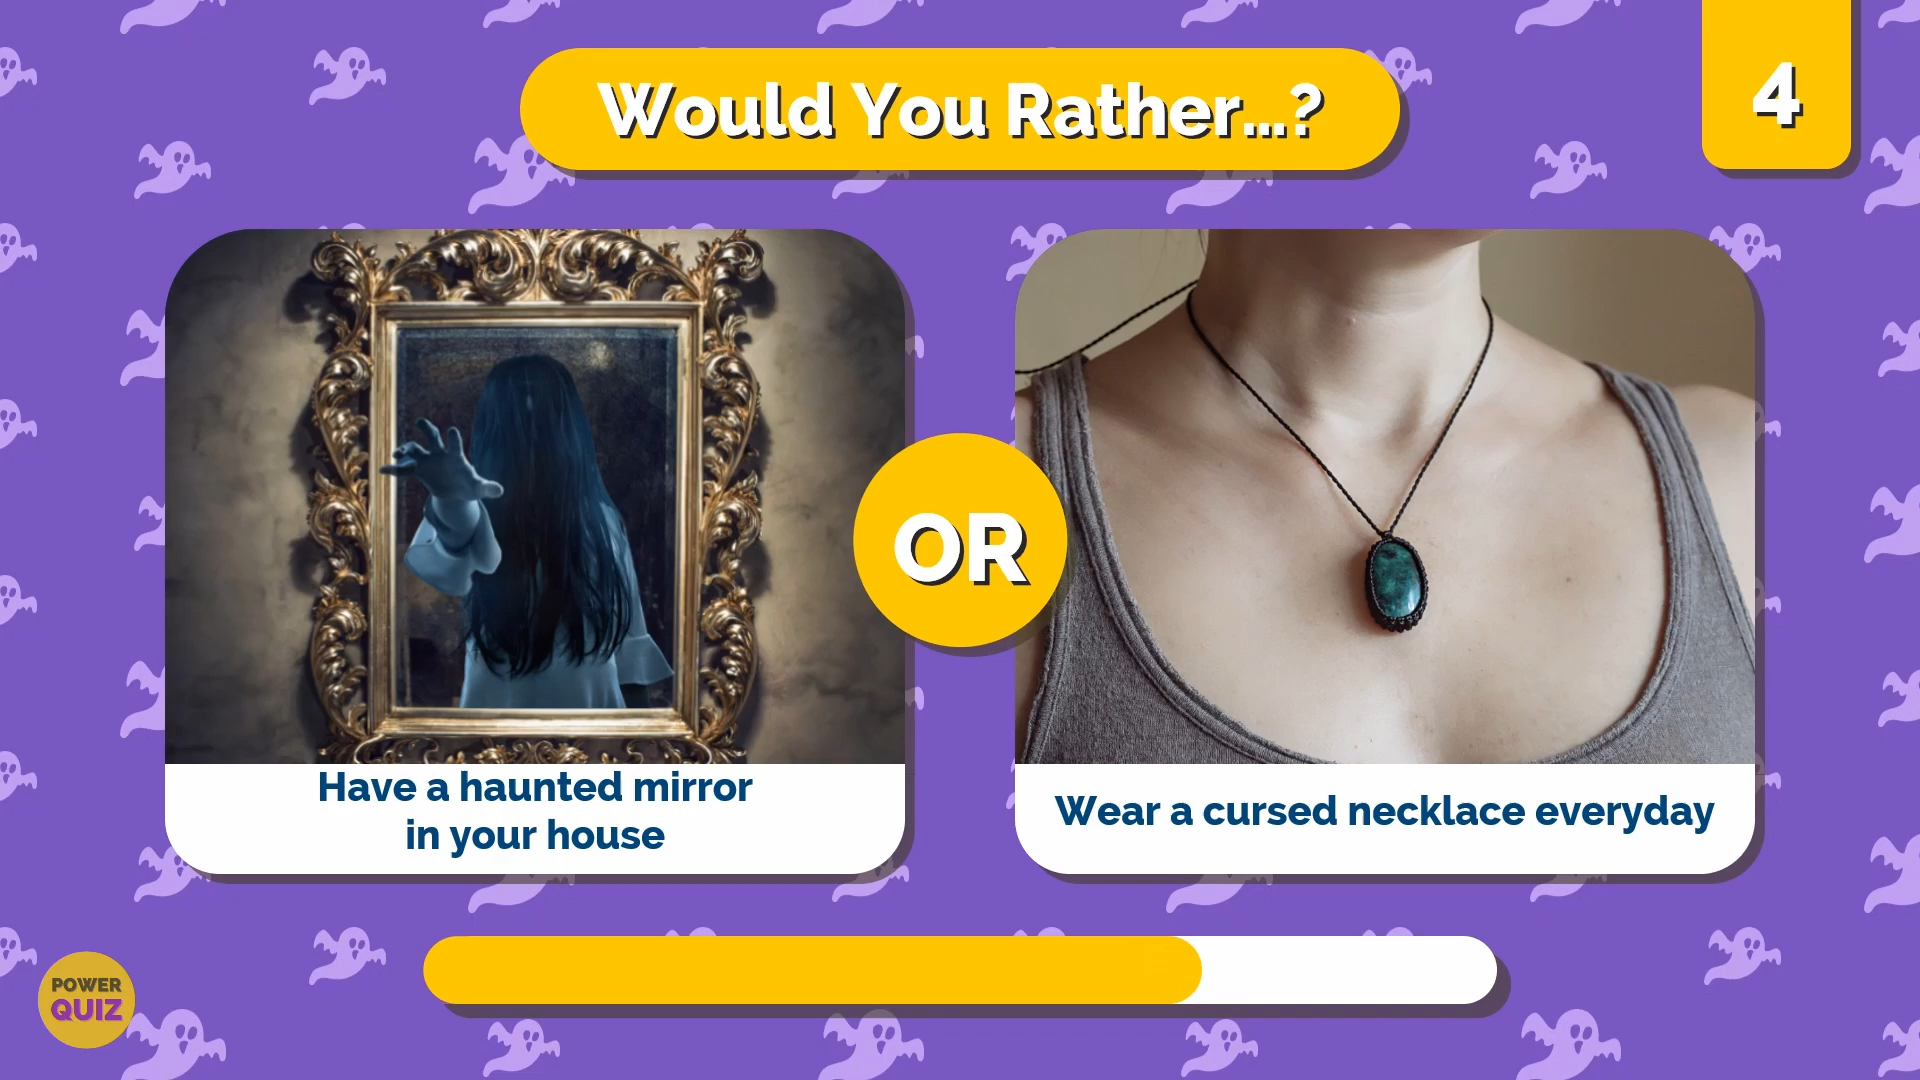 Would You Rather...?
4
OR
Have a haunted mirror
in your house
Wear a cursed necklace everyday
POWER
QUIZ